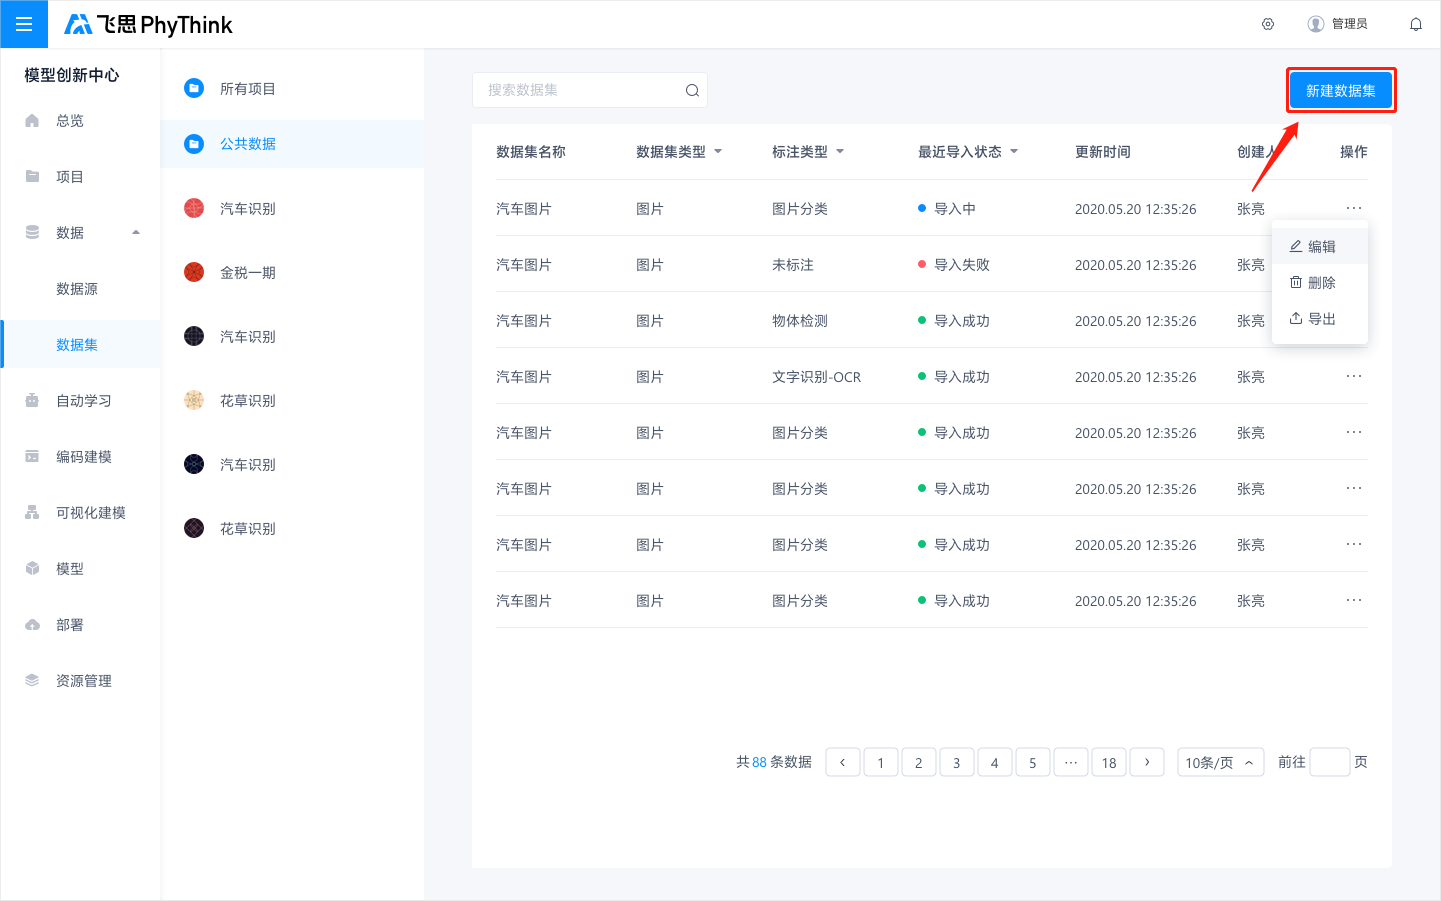 飞思 PhyThink
管理员
模型创新中心
总览
项目
数据
数据源
数据集
自动学习
编码建模
可视化建模
模型
部署
资源管理
所有项目
公共数据
汽车识别
金税一期
汽车识别
花草识别
汽车识别
花草识别
搜索数据集
新建数据集
数据集名称 数据集类型 标注类型 最近导入状态 更新时间 创建人 操作
汽车图片 图片 图片分类 导入中 2020.05.20 12:35:26 张亮 ···
汽车图片 图片 未标注 导入失败 2020.05.20 12:35:26 张亮
汽车图片 图片 物体检测 导入成功 2020.05.20 12:35:26 张亮
汽车图片 图片 文字识别-OCR 导入成功 2020.05.20 12:35:26 张亮 ···
汽车图片 图片 图片分类 导入成功 2020.05.20 12:35:26 张亮 ···
汽车图片 图片 图片分类 导入成功 2020.05.20 12:35:26 张亮 ···
汽车图片 图片 图片分类 导入成功 2020.05.20 12:35:26 张亮 ···
汽车图片 图片 图片分类 导入成功 2020.05.20 12:35:26 张亮 ···
编辑
删除
导出
共 88 条数据 ‹ 1 2 3 4 5 ··· 18 › 10条/页 前往 页